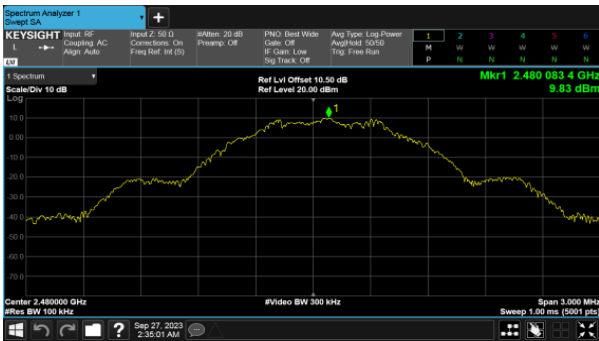 Spectrum Analyzer 1
Swept SA
KEYSIGHT Input: RF Input Z: 50 Ω #Atten: 20 dB PNO: Best Wide Avg Type: Log-Power 1 2 3 4 5 6
L Coupling: AC Corrections: On Preamp: Off Gate: Off Avg|Hold: 50/50 M W W W W W
Align: Auto Freq Ref: Int (S) IF Gain: Low Trig: Free Run P N N N N N
LXI Sig Track: Off
1 Spectrum Ref Lvl Offset 10.50 dB Mkr1 2.480 083 4 GHz
Scale/Div 10 dB Ref Level 20.00 dBm 9.83 dBm
Log
1
10.0
0.00
-10.0
-20.0
-30.0
-40.0
-50.0
-60.0
-70.0
Center 2.480000 GHz #Video BW 300 kHz Span 3.000 MHz
#Res BW 100 kHz Sweep 1.00 ms (5001 pts)
? Sep 27, 2023
2:35:01 AM